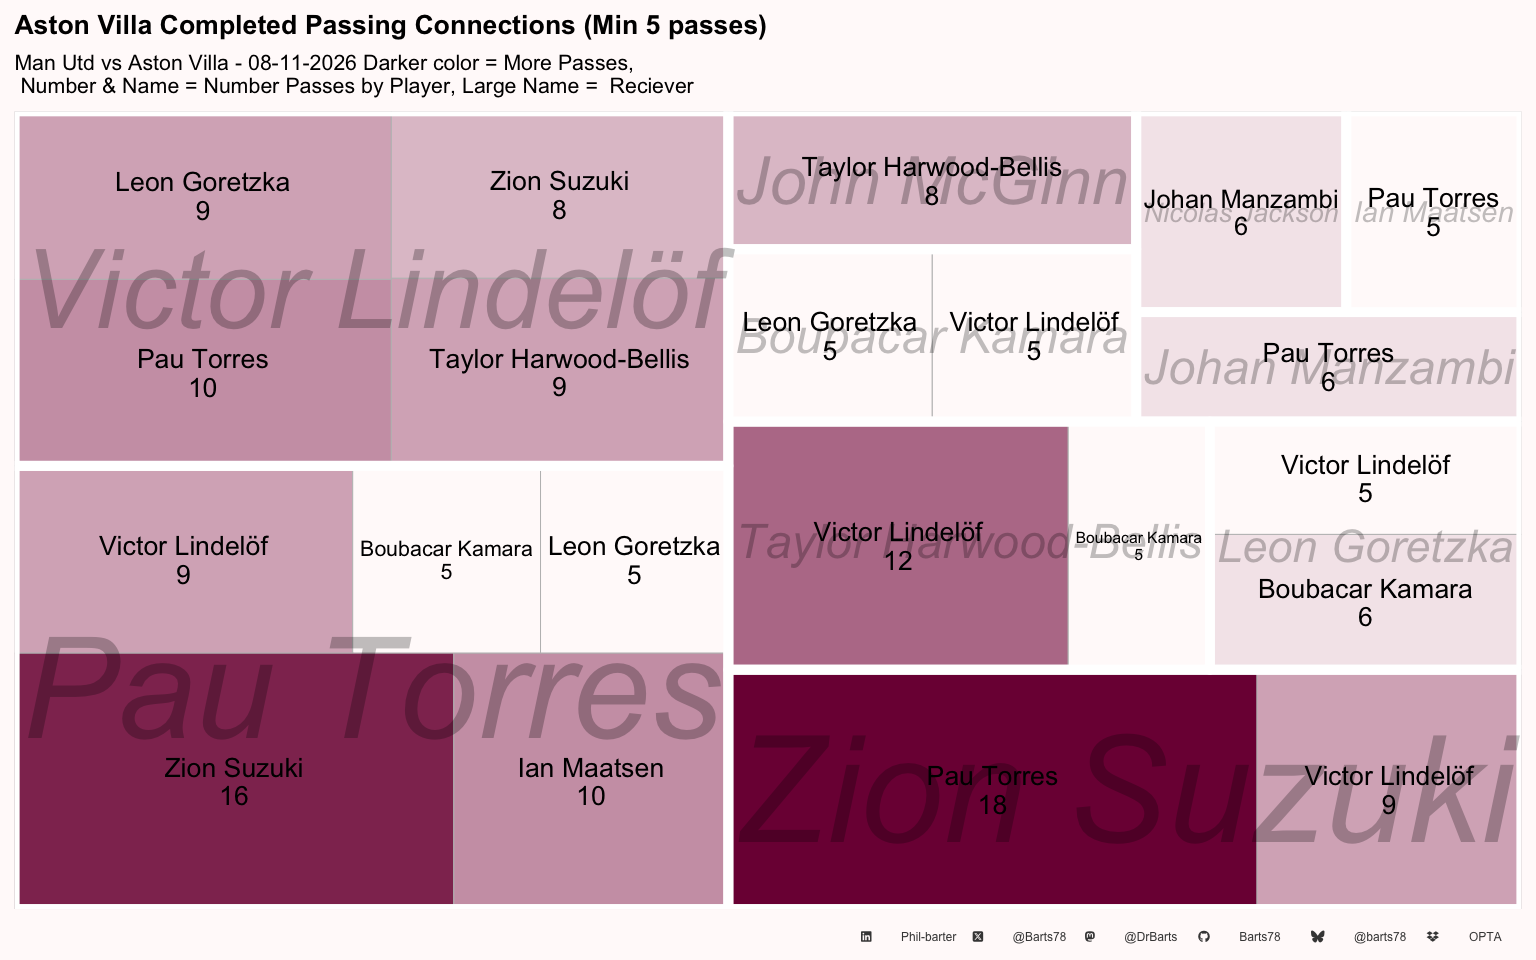 Aston Villa Completed Passing Connections (Min 5 passes)
Man Utd vs Aston Villa - 08-11-2026 Darker color = More Passes,
Number & Name = Number Passes by Player, Large Name =  Reciever
Victor Lindelöf
Leon Goretzka
9
Zion Suzuki
8
Pau Torres
10
Taylor Harwood-Bellis
9
Pau Torres
Victor Lindelöf
9
Boubacar Kamara
5
Leon Goretzka
5
Zion Suzuki
16
Ian Maatsen
10
John McGinn
Taylor Harwood-Bellis
8
Boubacar Kamara
Leon Goretzka
5
Victor Lindelöf
5
Nicolas Jackson
Johan Manzambi
6
Ian Maatsen
Pau Torres
5
Johan Manzambi
Pau Torres
6
Taylor Harwood-Bellis
Victor Lindelöf
12
Boubacar Kamara
5
Leon Goretzka
Victor Lindelöf
5
Boubacar Kamara
6
Zion Suzuki
Pau Torres
18
Victor Lindelöf
9
Phil-barter @Barts78 @DrBarts Barts78 @barts78 OPTA